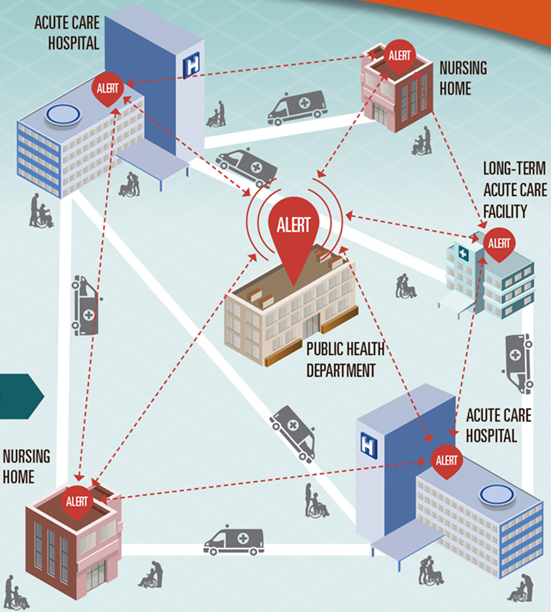 ACUTE CARE
HOSPITAL
H
ALERT
ALERT
NURSING
HOME
LONG-TERM
ACUTE CARE
FACILITY
ALERT
ALERT
PUBLIC HEALTH
DEPARTMENT
ACUTE CARE
HOSPITAL
H
ALERT
NURSING
HOME
ALERT